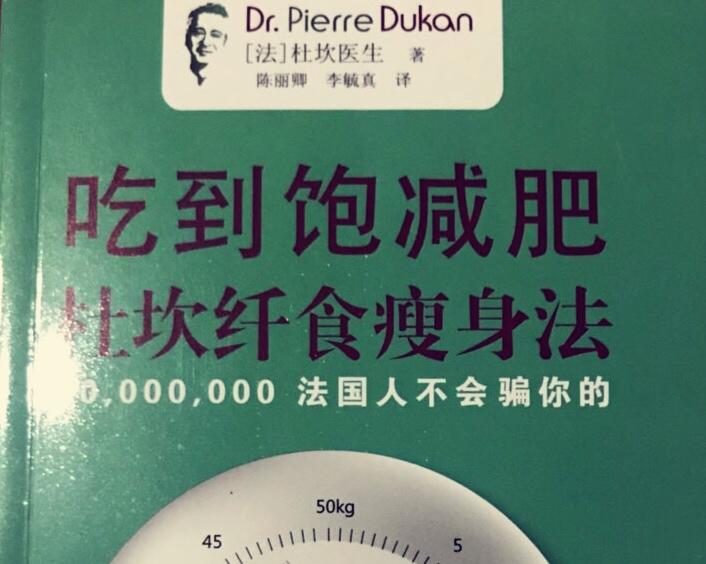 Dr. Pierre Dukan
[法]杜坎医生 著
陈丽卿 李毓真 译
吃到饱减肥
杜坎纤食瘦身法
0,000,000 法国人不会骗你的
50kg
45 5